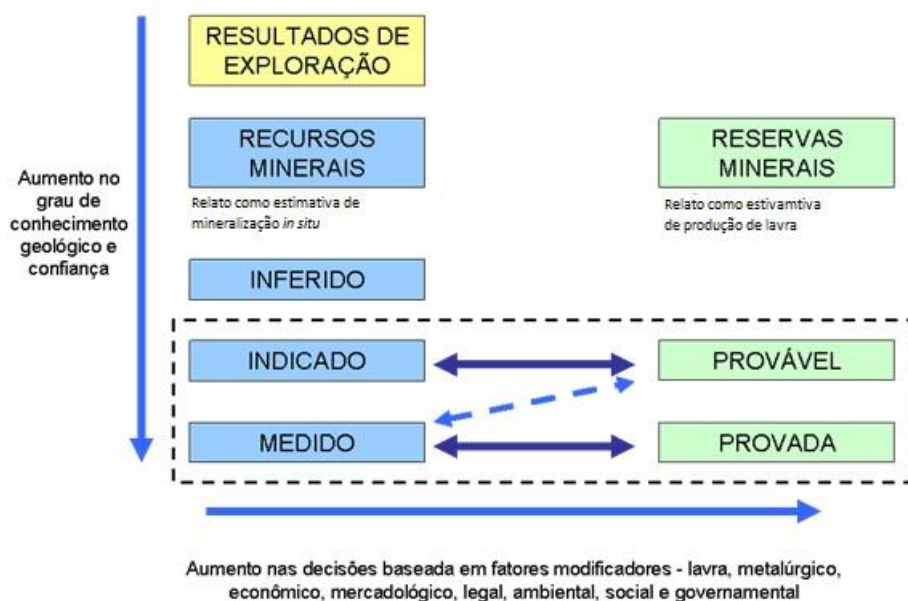 RESULTADOS DE
EXPLORAÇÃO
RECURSOS
MINERAIS
Relato como estimativa de
mineralização in situ
RESERVAS
MINERAIS
Relato como estivamtiva
de produção de lavra
Aumento no
grau de
conhecimento
geológico e
confiança
INFERIDO
INDICADO
PROVÁVEL
MEDIDO
PROVADA
Aumento nas decisões baseada em fatores modificadores - lavra, metalúrgico,
econômico, mercadológico, legal, ambiental, social e governamental